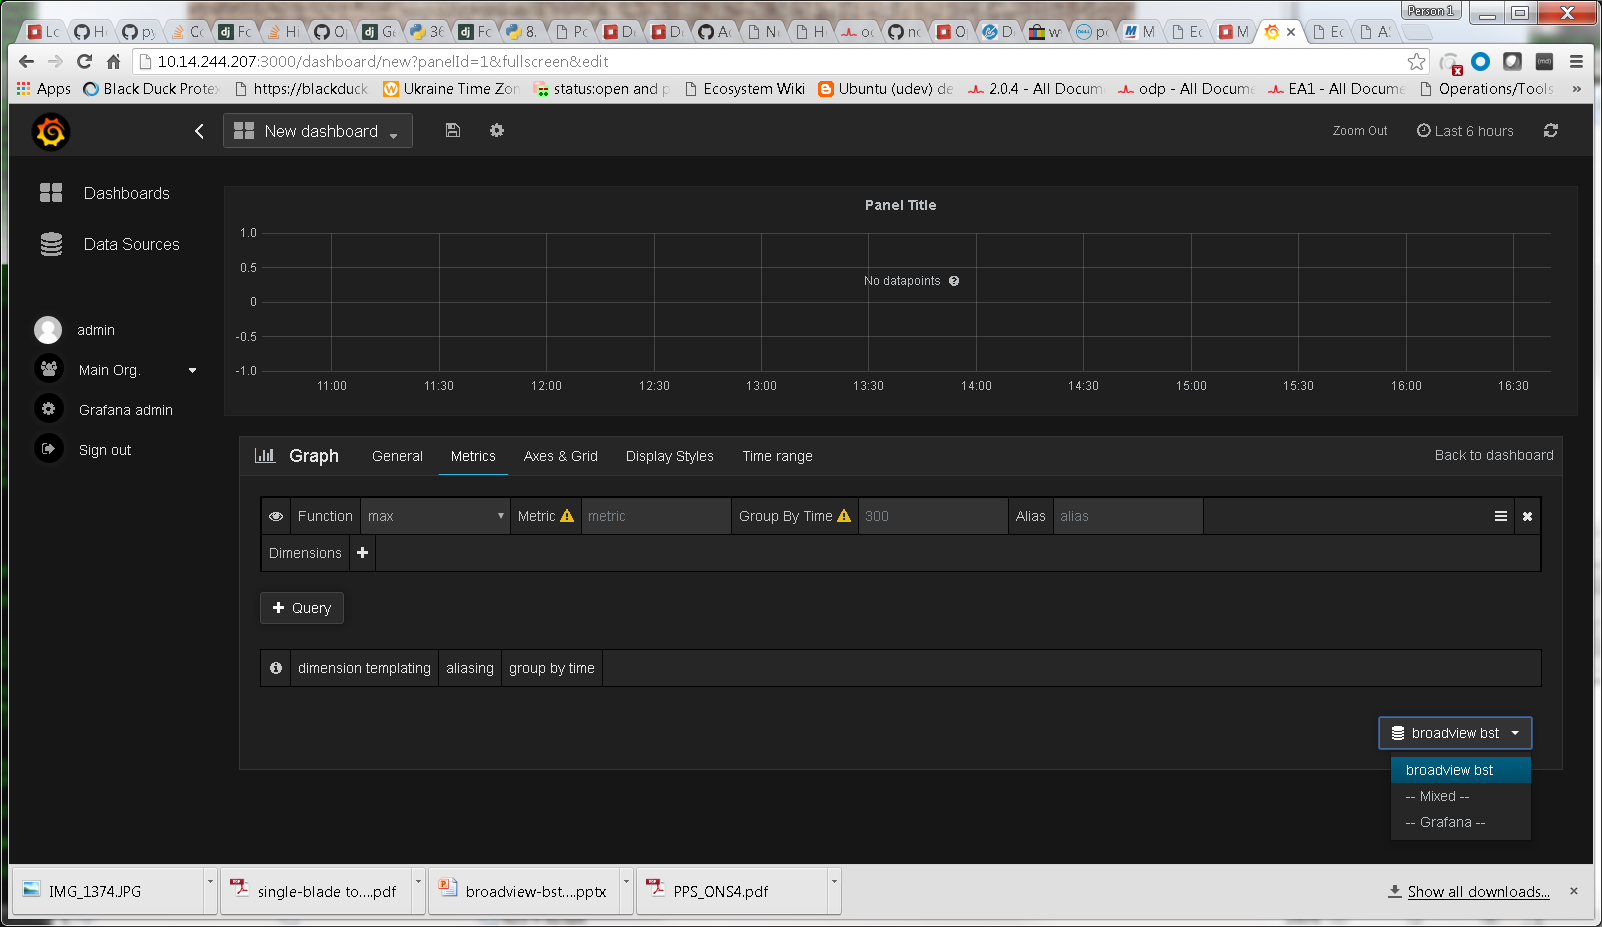 Person 1
Lc
H
py
Co
Fc
H
O
Ge
36
Fc
8.
Pc
D
D
A
N
H
oc
nc
O
D
w
pc
M
Ec
M
Ec
A
10.14.244.207:3000/dashboard/new?panelId=1&fullscreen&edit
Apps Black Duck Prote https://blackduck Ukraine Time Zon status:open and p Ecosystem Wiki Ubuntu (udev) de 2.0.4 - All Docum odp - All Docume EA1 - All Docume Operations/Tools »
New dashboard Zoom Out Last 6 hours
Dashboards
Data Sources
admin
Main Org.
Grafana admin
Sign out
Panel Title
1.0
0.5
No datapoints
0
-0.5
-1.0
11:00 11:30 12:00 12:30 13:00 13:30 14:00 14:30 15:00 15:30 16:00 16:30
Graph General Metrics Axes & Grid Display Styles Time range Back to dashboard
Function max Metric metric Group By Time 300 Alias alias
Dimensions +
+ Query
dimension templating aliasing group by time
broadview bst
broadview bst
-- Mixed --
-- Grafana --
IMG_1374.JPG single-blade to....pdf broadview-bst....pptx PPS_ONS4.pdf Show all downloads...